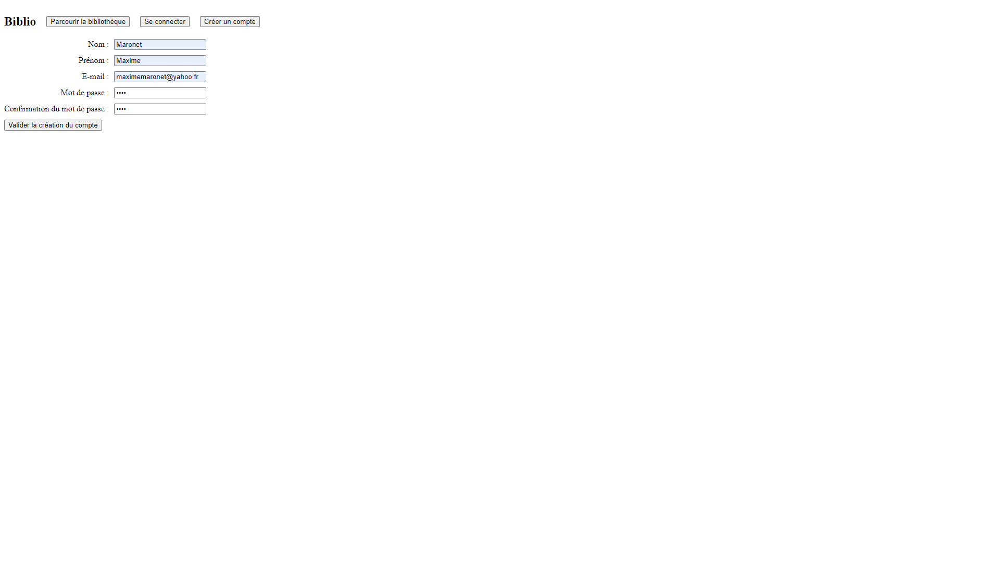 Biblio Parcourir la bibliothèque Se connecter Créer un compte
Nom : Maronet
Prénom : Maxime
E-mail : maximemaronet@yahoo.fr
Mot de passe : ••••
Confirmation du mot de passe : ••••
Valider la création du compte